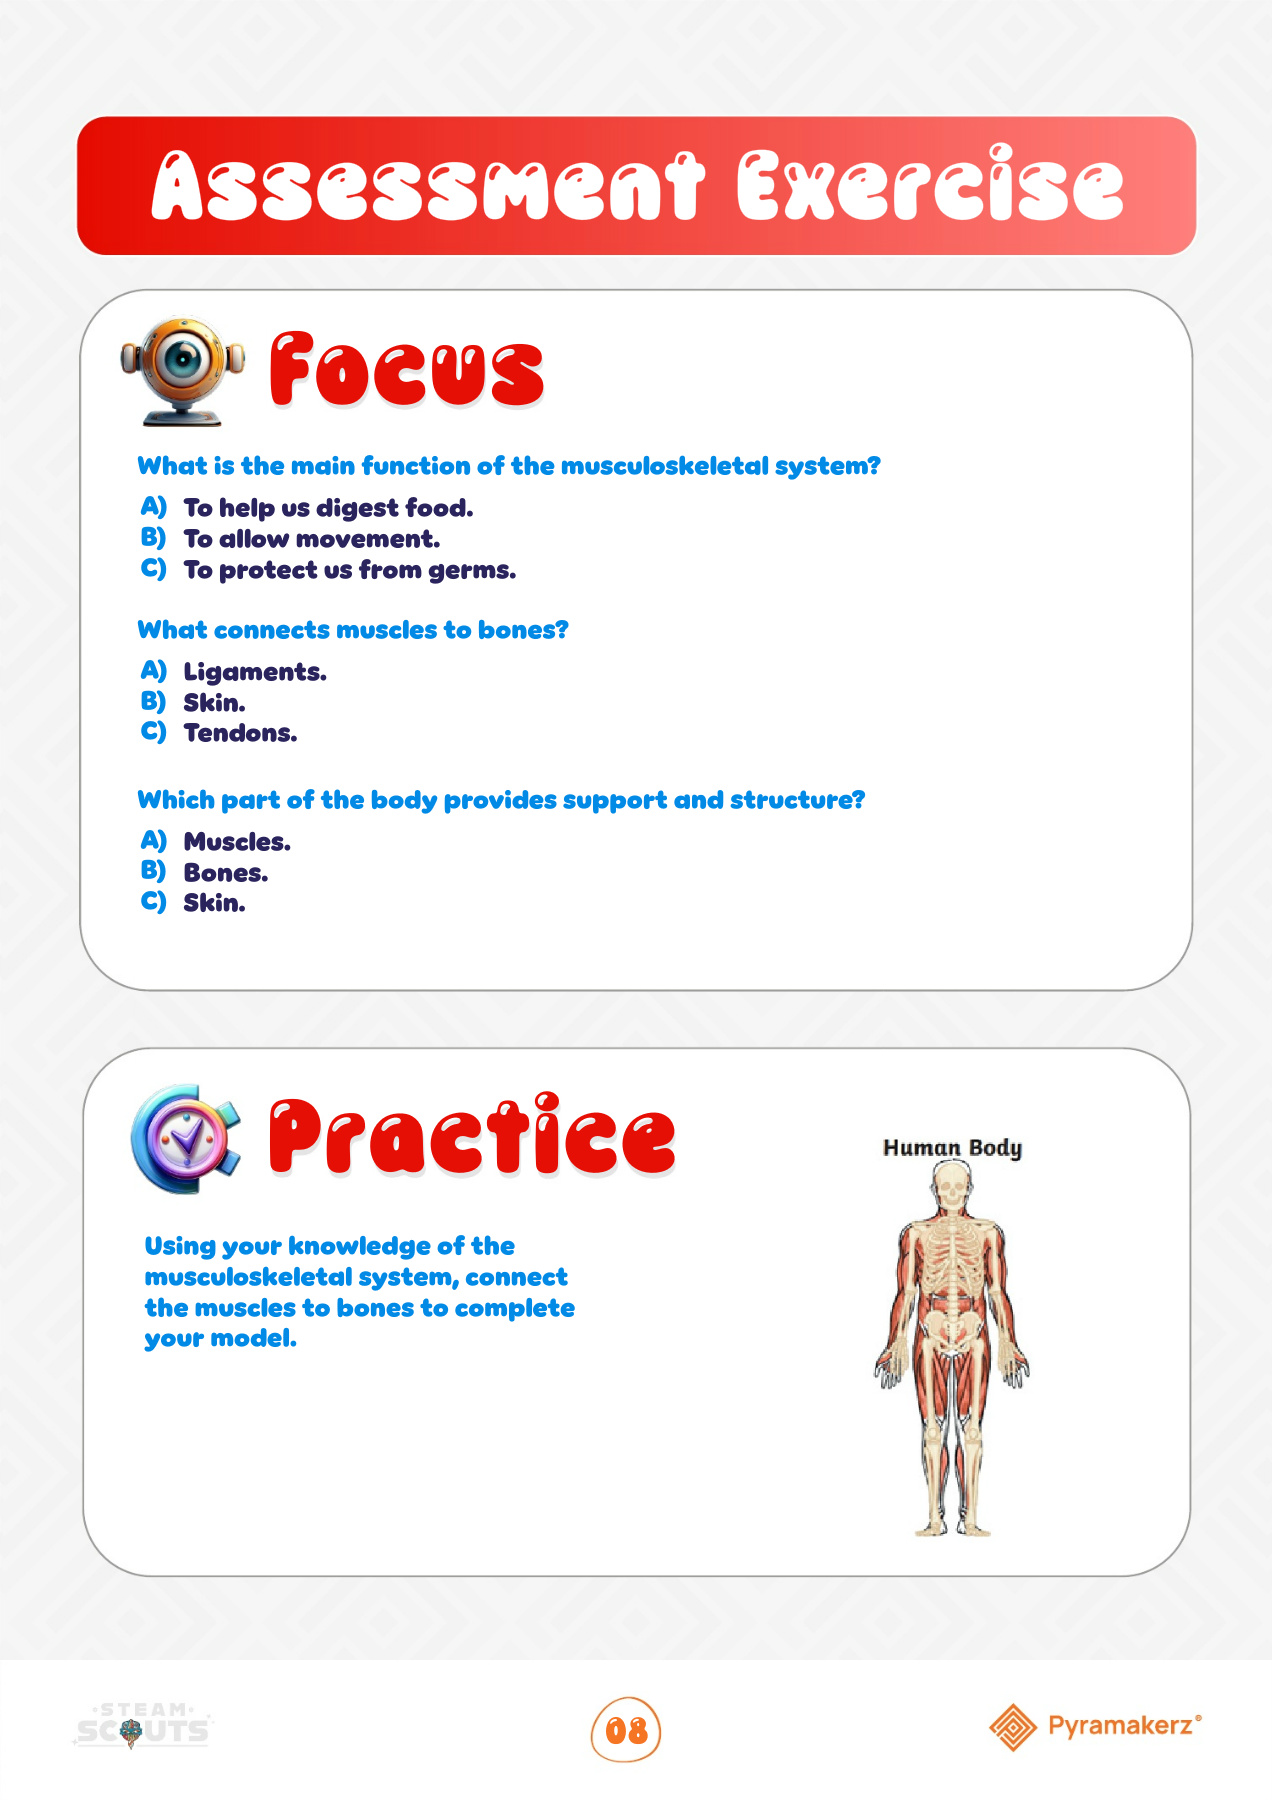 Assessment Exercise
Focus
What is the main function of the musculoskeletal system?
A) To help us digest food.
B) To allow movement.
C) To protect us from germs.
What connects muscles to bones?
A) Ligaments.
B) Skin.
C) Tendons.
Which part of the body provides support and structure?
A) Muscles.
B) Bones.
C) Skin.
Practice
Human Body
Using your knowledge of the
musculoskeletal system, connect
the muscles to bones to complete
your model.
·STEAM·
SCOUTS
08
Pyramakerz®